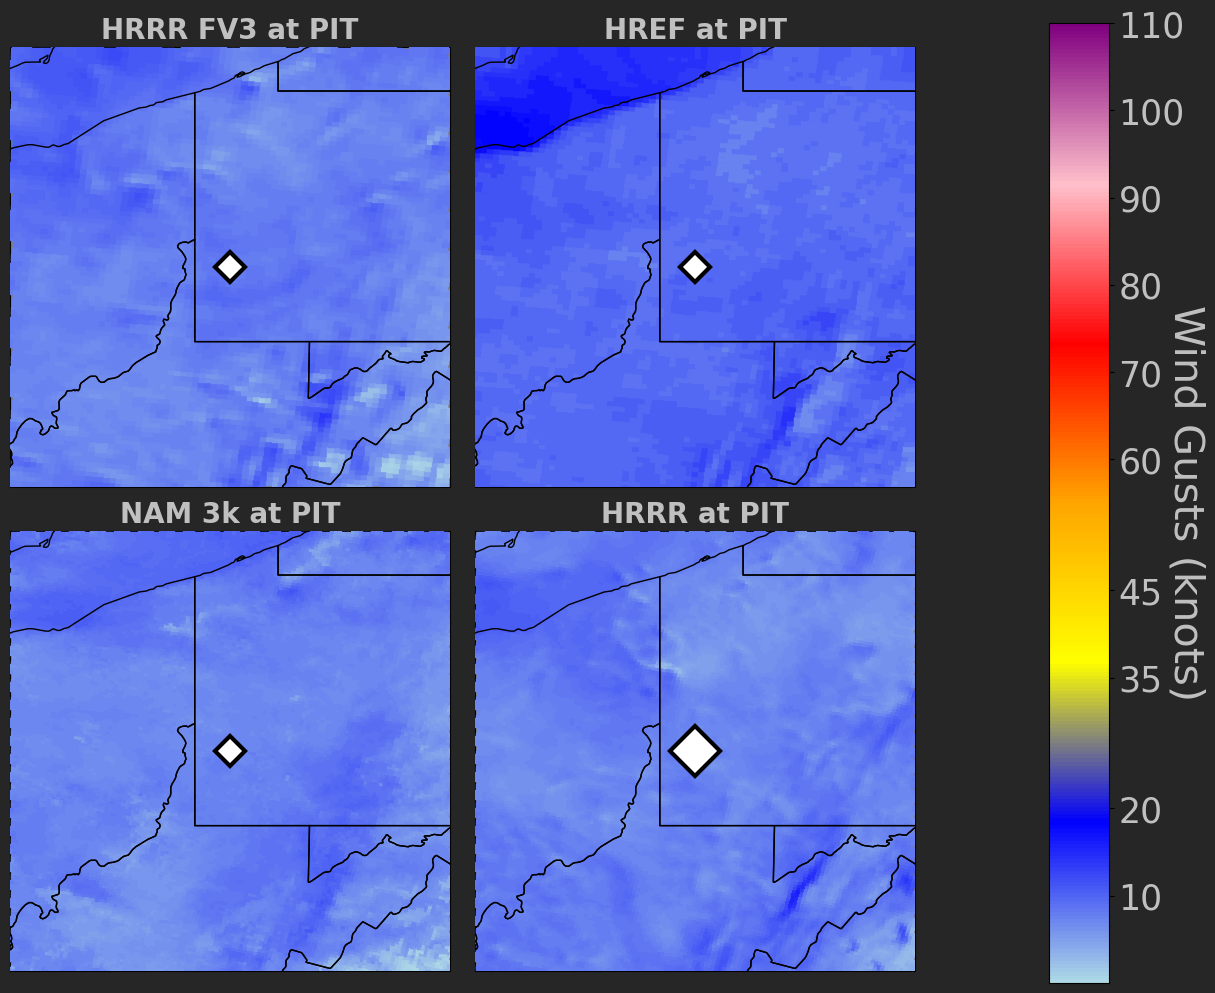 HRRR FV3 at PIT
HREF at PIT
NAM 3k at PIT
HRRR at PIT
110
100
90
80
70
60
45
35
20
10
Wind Gusts (knots)